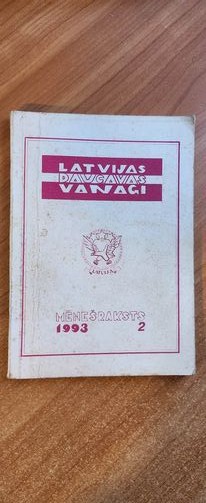 LATVIJAS
DAUGAVAS
VANAGI
MĒNEŠRAKSTS
1993 2